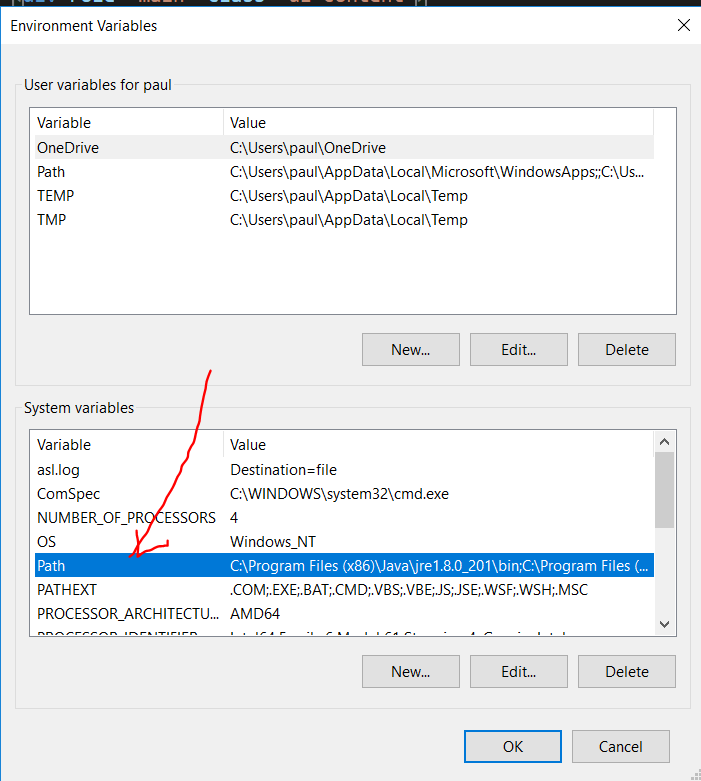 Environment Variables
User variables for paul
Variable Value
OneDrive C:\Users\paul\OneDrive
Path C:\Users\paul\AppData\Local\Microsoft\WindowsApps;;C:\Us...
TEMP C:\Users\paul\AppData\Local\Temp
TMP C:\Users\paul\AppData\Local\Temp
New... Edit... Delete
System variables
Variable Value
asl.log Destination=file
ComSpec C:\WINDOWS\system32\cmd.exe
NUMBER_OF_PROCESSORS 4
OS Windows_NT
Path C:\Program Files (x86)\Java\jre1.8.0_201\bin;C:\Program Files (...
PATHEXT .COM;.EXE;.BAT;.CMD;.VBS;.VBE;.JS;.JSE;.WSF;.WSH;.MSC
PROCESSOR_ARCHITECTU... AMD64
New... Edit... Delete
OK Cancel